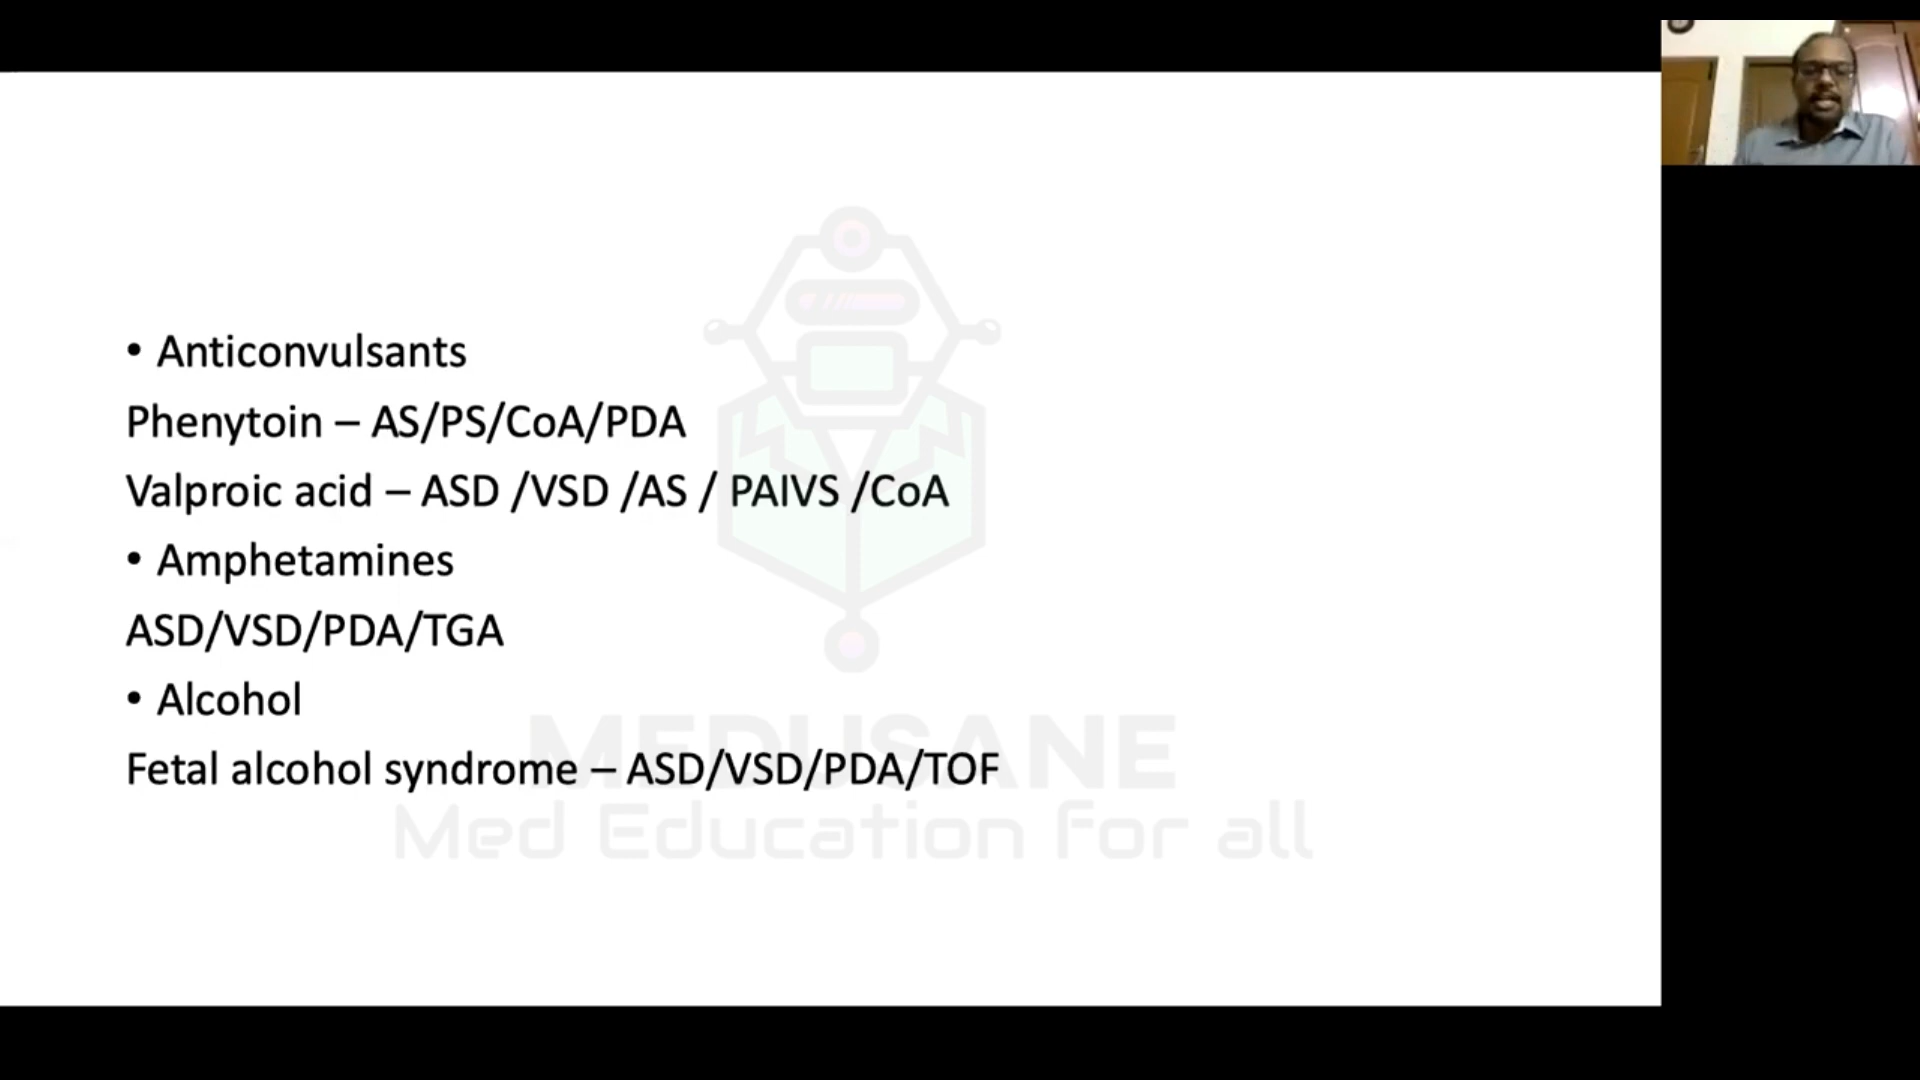 • Anticonvulsants
Phenytoin – AS/PS/CoA/PDA
Valproic acid – ASD /VSD /AS / PAIVS /CoA
• Amphetamines
ASD/VSD/PDA/TGA
• Alcohol
Fetal alcohol syndrome – ASD/VSD/PDA/TOF
MEDUSANE
Med Education for all